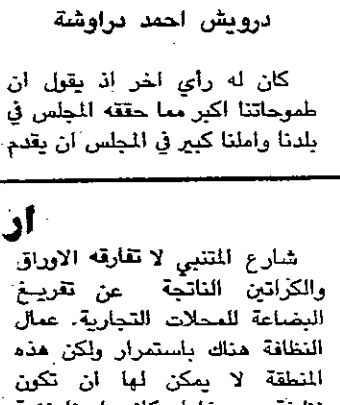 درويش احمد دراوشة
كان له رأي اخر اذ يقول ان
طموحاتنا اكبر مما حققه المجلس في
بلدنا واملنا كبير في المجلس ان يقدم
ار
شارع المتنبي لا تفارقه الاوراق
والكراتين الناتجة عن تفريغ
البضاعة للمحلات التجارية. عمال
النظافة هناك باستمرار ولكن هذه
المنطقة لا يمكن لها ان تكون